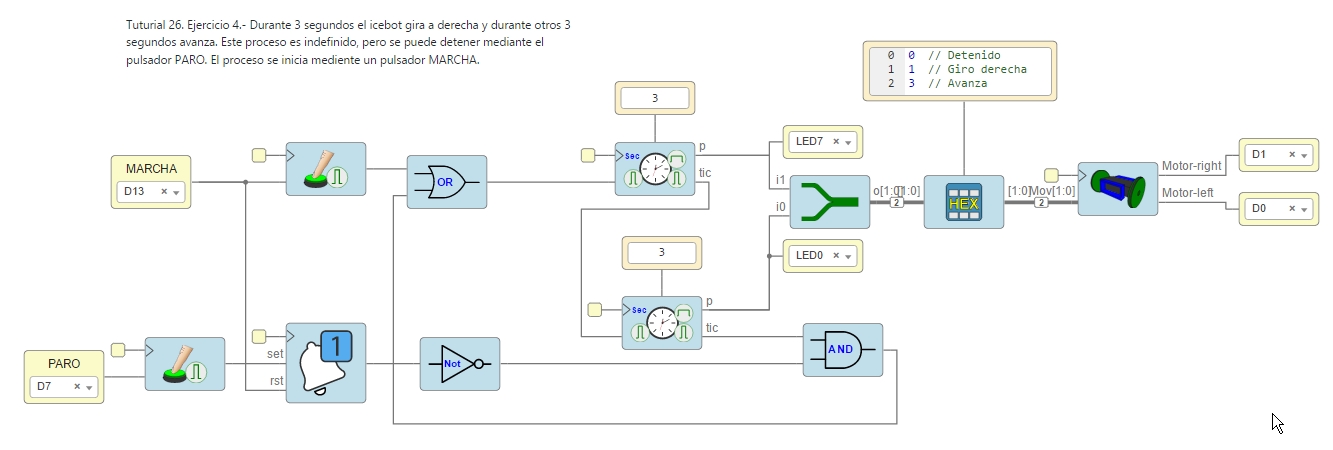 Tuturial 26. Ejercicio 4.- Durante 3 segundos el icebot gira a derecha y durante otros 3
segundos avanza. Este proceso es indefinido, pero se puede detener mediante el
pulsador PARO. El proceso se inicia mediente un pulsador MARCHA.
0 0 // Detenido
1 1 // Giro derecha
2 3 // Avanza
3
MARCHA
D13
OR
Sec
p
tic
LED7
i1
i0
o[1:0]
[1:0]
2
HEX
[1:0]
Mov[1:0]
2
Motor-right
Motor-left
D1
D0
3
LED0
Sec
p
tic
PARO
D7
set
rst
1
Not
AND